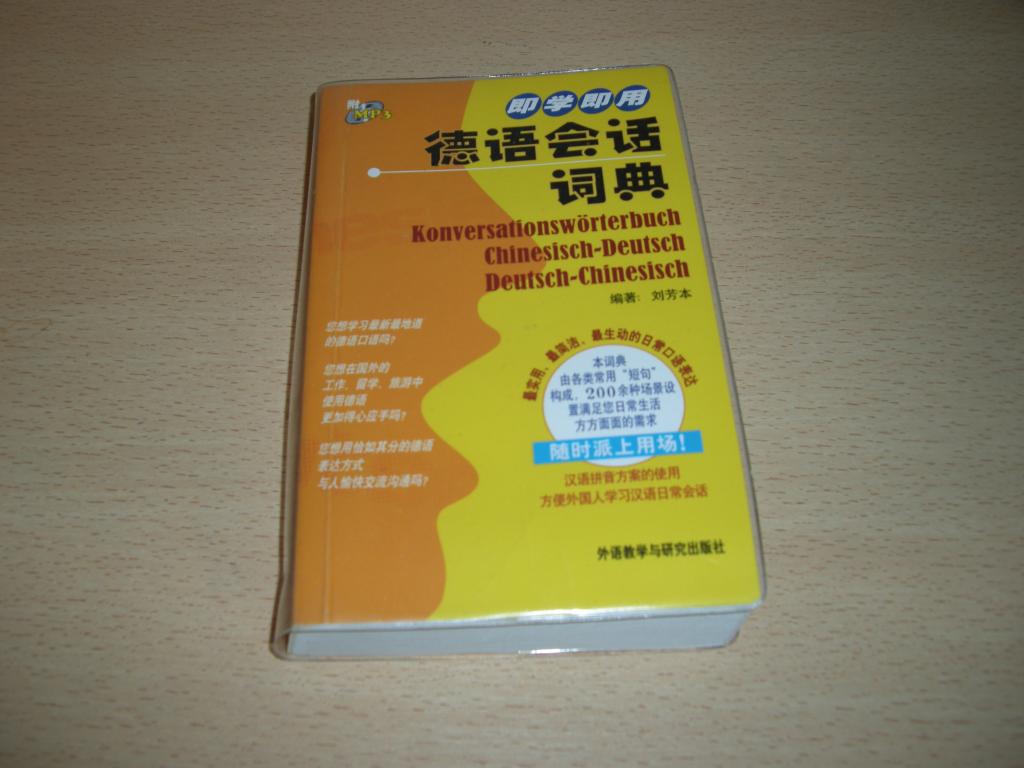 附
MP3
即学即用
德语会话
词典
Konversationswörterbuch
Chinesisch-Deutsch
Deutsch-Chinesisch
编著: 刘芳本
您想学习最新最地道
的德语口语吗?
您想在国外的
工作、留学、旅游中
使用德语
更加得心应手吗?
您想用恰如其分的德语
表达方式
与人愉快交流沟通吗?
最实用、最简洁、最生动的日常口语表达
本词典
由各类常用“短句”
构成，200余种场景设
置满足您日常生活
方方面面的需求
随时派上用场!
汉语拼音方案的使用
方便外国人学习汉语日常会话
外语教学与研究出版社